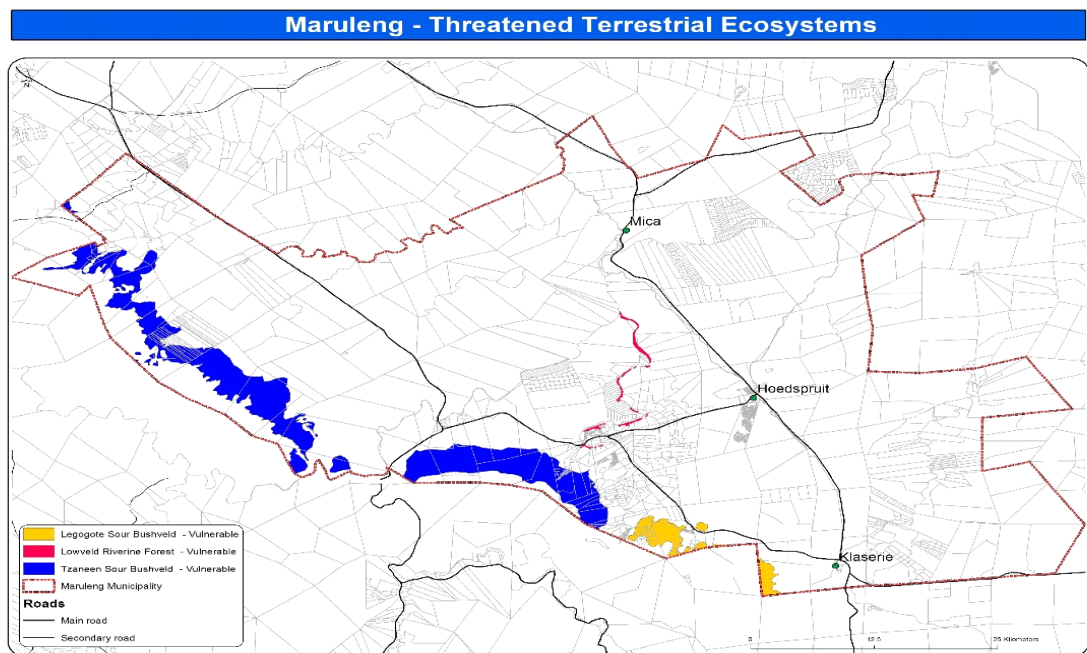 Maruleng - Threatened Terrestrial Ecosystems
Mica
Hoedspruit
Klaserie
Legogote Sour Bushveld - Vulnerable
Lowveld Riverine Forest - Vulnerable
Tzaneen Sour Bushveld - Vulnerable
Maruleng Municipality
Roads
Main road
Secondary road
0 12.5 25 Kilometers